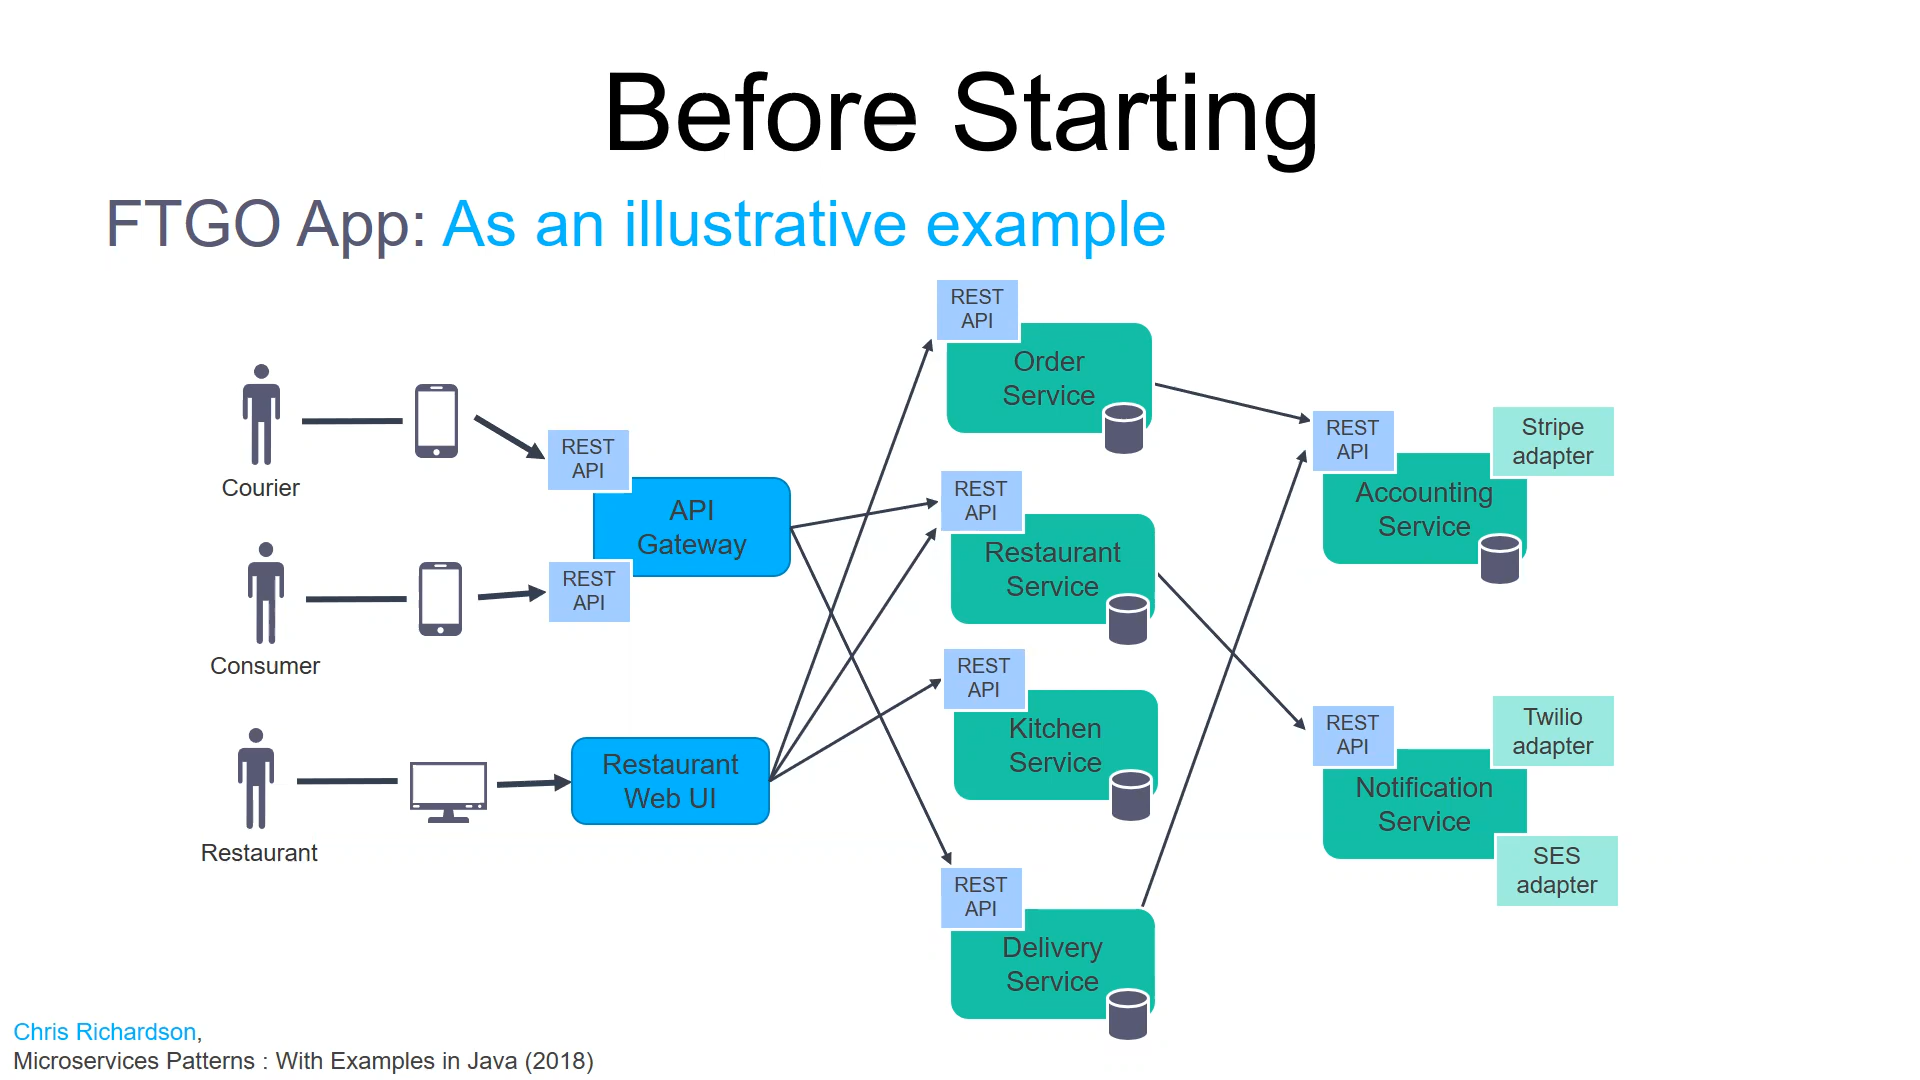 Before Starting
FTGO App: As an illustrative example
Courier
Consumer
Restaurant
REST
API
API
Gateway
REST
API
Restaurant
Web UI
REST
API
Order
Service
REST
API
Restaurant
Service
REST
API
Kitchen
Service
REST
API
Delivery
Service
REST
API
Stripe
adapter
Accounting
Service
REST
API
Twilio
adapter
Notification
Service
SES
adapter
Chris Richardson,
Microservices Patterns : With Examples in Java (2018)